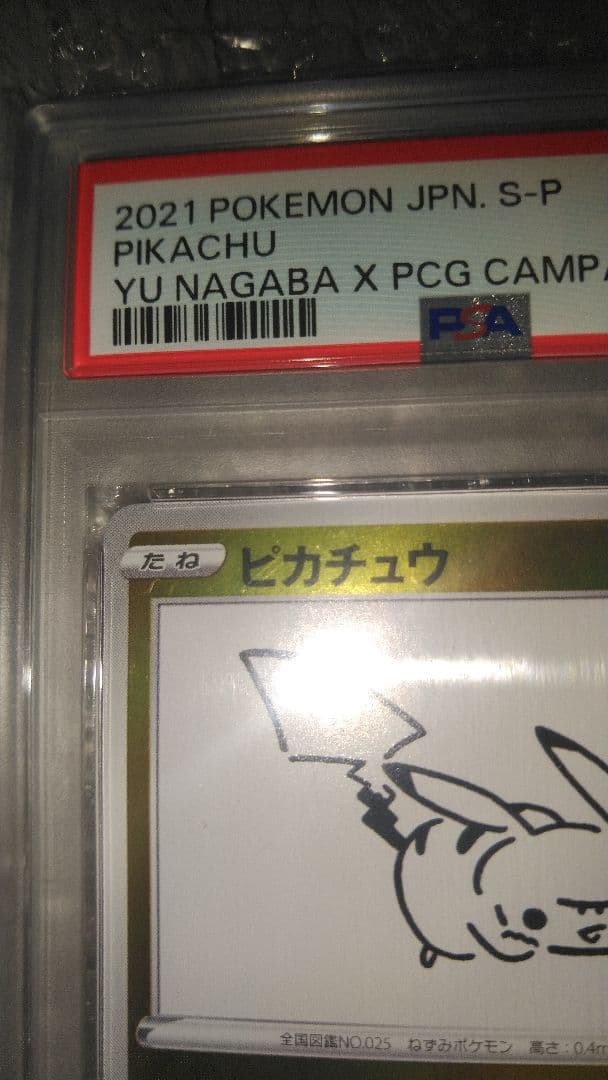 2021 POKEMON JPN. S-P
PIKACHU
YU NAGABA X PCG CAMPA
PSA
たね ピカチュウ
全国図鑑NO.025 ねずみポケモン 高さ:0.4m